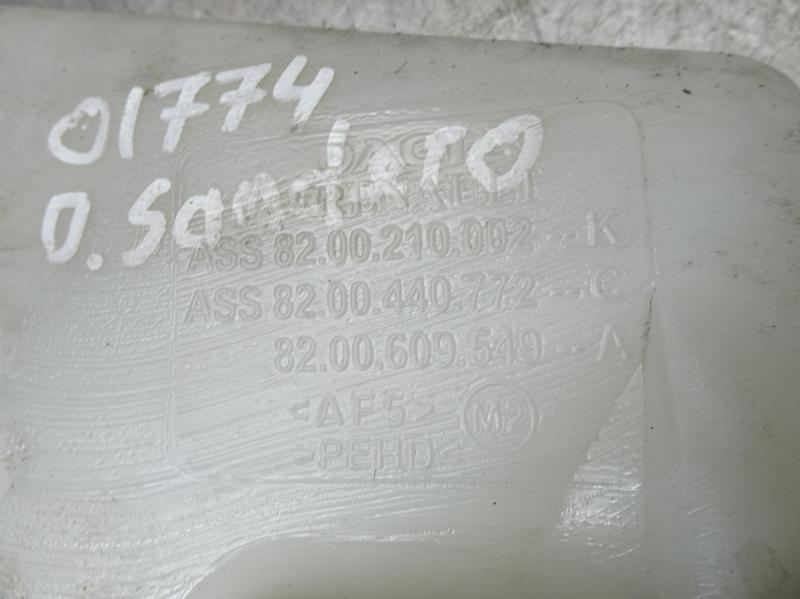 01774
D. Sandero
DACIA
ASS 82.00.210.002--K
ASS 82.00.440.772--C
82.00.609.549--A
<AF5> M2
>PEHD<